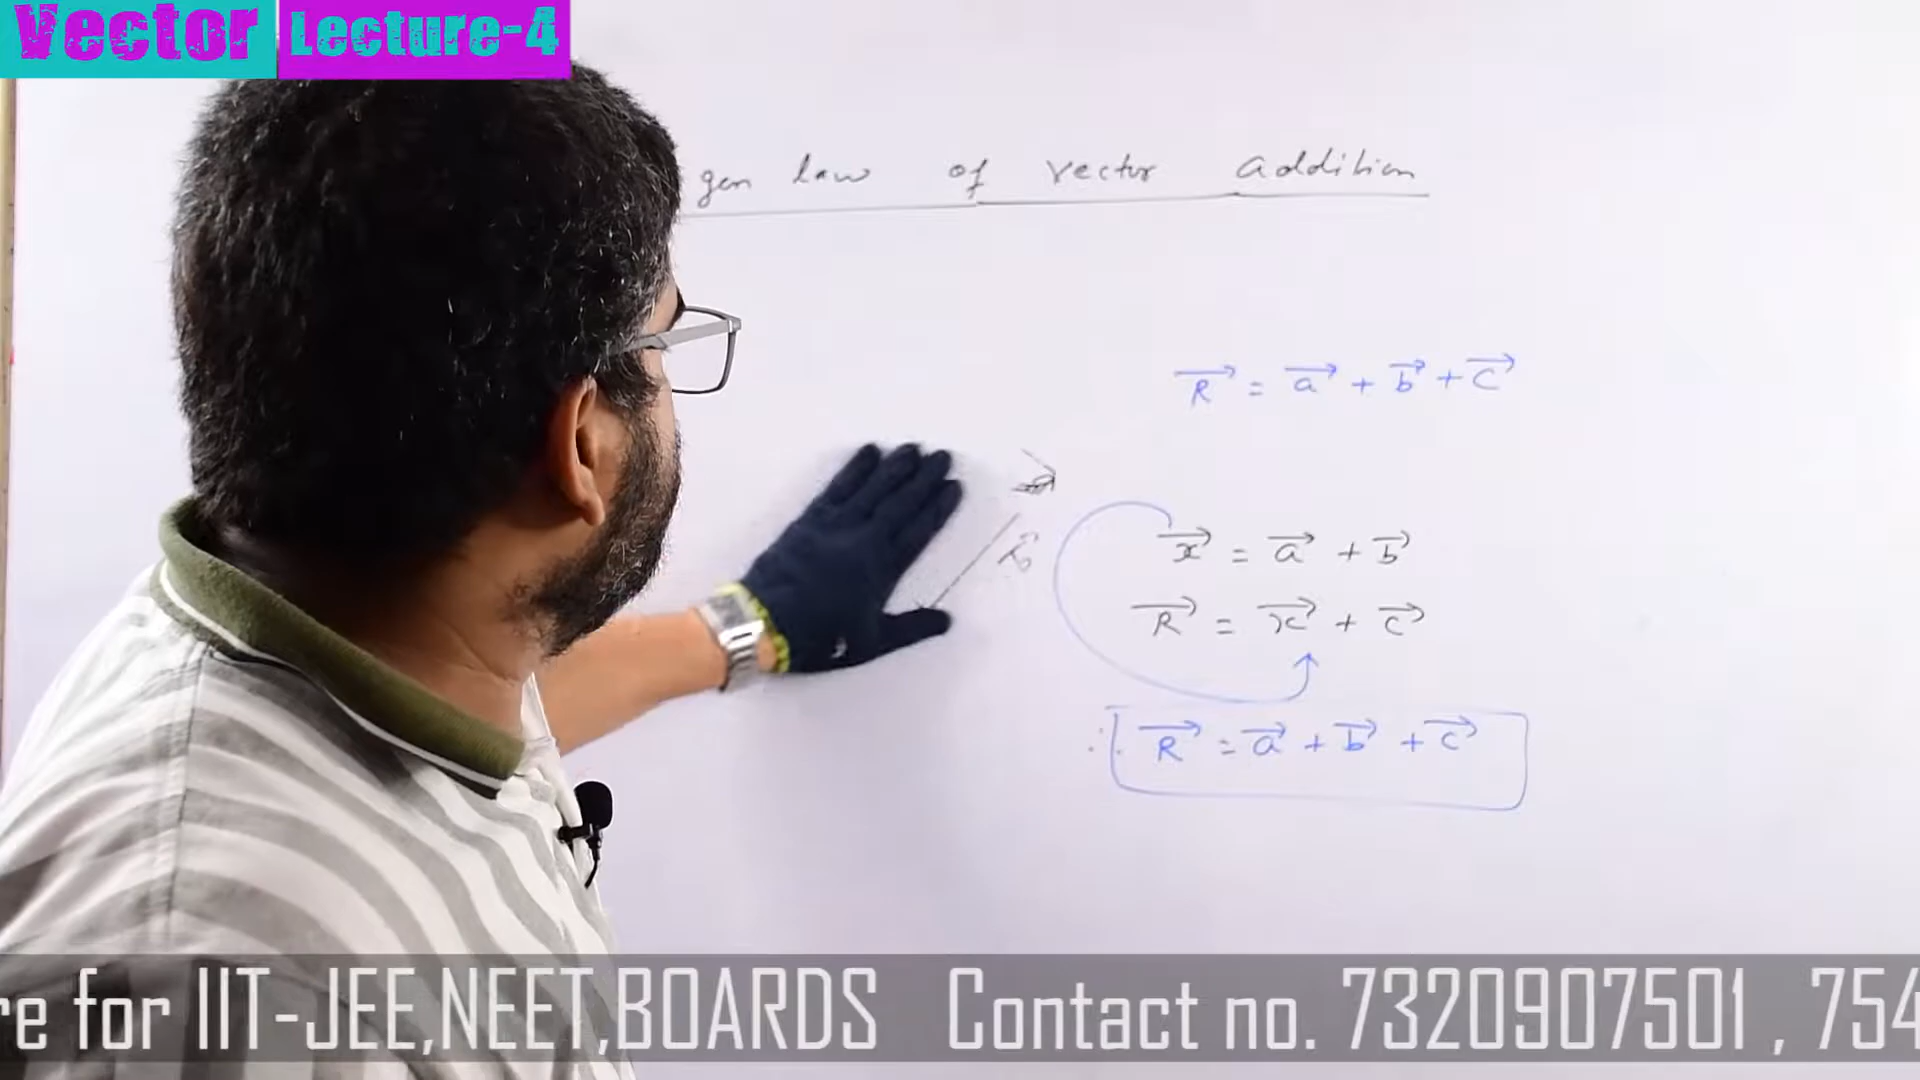 Vector Lecture-4
gon law of vector addition
R⃗ = a⃗ + b⃗ + c⃗
b⃗
x⃗ = a⃗ + b⃗
R⃗ = x⃗ + c⃗
∴ R⃗ = a⃗ + b⃗ + c⃗
re for IIT-JEE,NEET,BOARDS Contact no. 7320907501 , 754